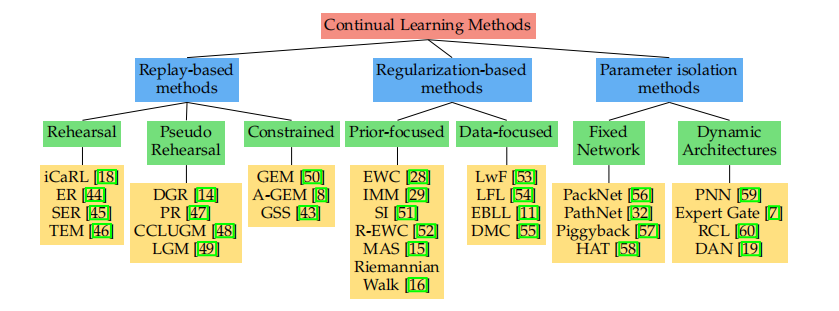 Continual Learning Methods
Replay-based
methods
Regularization-based
methods
Parameter isolation
methods
Rehearsal
Pseudo
Rehearsal
Constrained
Prior-focused
Data-focused
Fixed
Network
Dynamic
Architectures
iCaRL [18]
ER [44]
SER [45]
TEM [46]
DGR [14]
PR [47]
CCLUGM [48]
LGM [49]
GEM [50]
A-GEM [8]
GSS [43]
EWC [28]
IMM [29]
SI [51]
R-EWC [52]
MAS [15]
Riemannian
Walk [16]
LwF [53]
LFL [54]
EBLL [11]
DMC [55]
PackNet [56]
PathNet [32]
Piggyback [57]
HAT [58]
PNN [59]
Expert Gate [7]
RCL [60]
DAN [19]